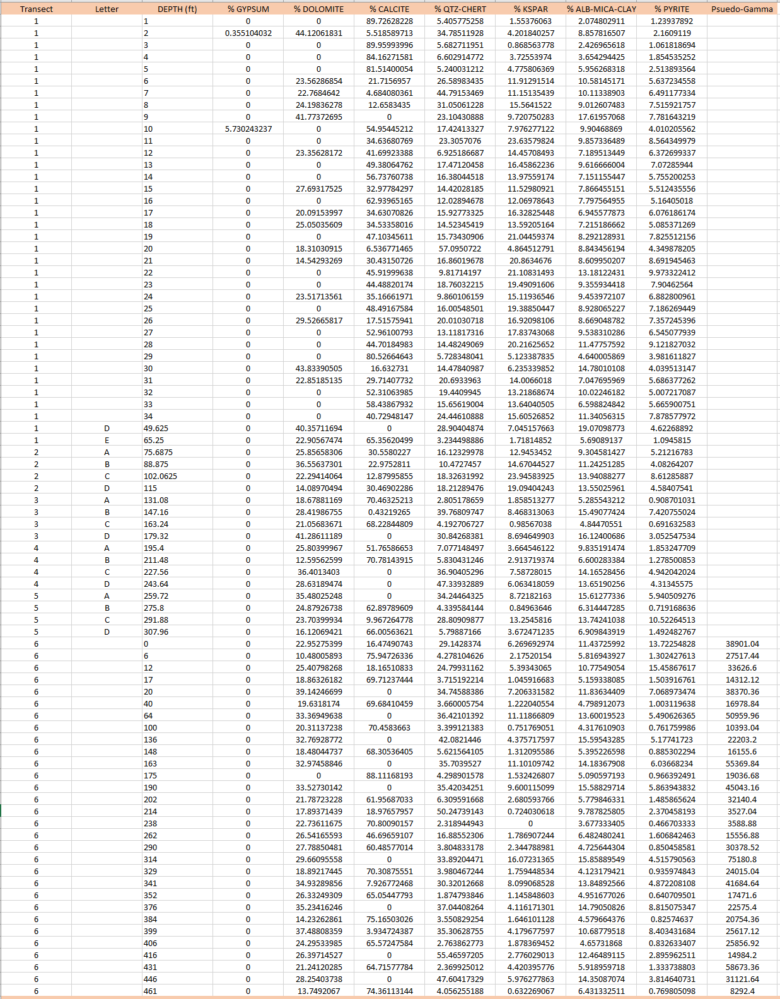 Transect Letter DEPTH (ft) % GYPSUM % DOLOMITE % CALCITE % QTZ-CHERT % KSPAR % ALB-MICA-CLAY % PYRITE Psuedo-Gamma
1 1 0 0 89.72628228 5.405775258 1.55376063 2.074802911 1.23937892
1 2 0.355104032 44.12061831 5.518589713 34.78511928 4.201840257 8.857816507 2.1609119
1 3 0 0 89.95993996 5.682711951 0.868563778 2.426965618 1.061818694
1 4 0 0 84.16271581 6.602914772 3.72553974 3.654294425 1.854535252
1 5 0 0 81.51400054 5.240031212 4.775806369 5.956268318 2.513893564
1 6 0 23.56286854 21.7156957 26.58983435 11.91291514 10.58145171 5.637234558
1 7 0 22.7684642 4.684080361 44.79153469 11.15135439 10.11338903 6.491177334
1 8 0 24.19836278 12.6583435 31.05061228 15.5641522 9.012607483 7.515921757
1 9 0 41.77372695 0 23.10430888 9.720750283 17.61957068 7.781643219
1 10 5.730243237 0 54.95445212 17.42413327 7.976277122 9.90468869 4.010205562
1 11 0 0 34.63680769 23.3057076 23.63579824 9.857336489 8.564349979
1 12 0 23.35628172 41.69923388 6.925186687 14.45708493 7.189513449 6.372699337
1 13 0 0 49.38064762 17.47120458 16.45862236 9.616666004 7.07285944
1 14 0 0 56.73760738 16.38044518 13.97559174 7.151155447 5.755200253
1 15 0 27.69317525 32.97784297 14.42028185 11.52980921 7.866455151 5.512435556
1 16 0 0 62.93965165 12.02894678 12.06978643 7.797564955 5.16405018
1 17 0 20.09153997 34.63070826 15.92773325 16.32825448 6.945577873 6.076186174
1 18 0 25.05035609 34.53358016 14.52345419 13.59205164 7.215186662 5.085371269
1 19 0 0 47.10345611 15.73430906 21.04459374 8.292128931 7.825512156
1 20 0 18.31030915 6.536771465 57.0950722 4.864512791 8.843456194 4.349878205
1 21 0 14.54293269 30.43150726 16.86019678 20.8634676 8.609950207 8.691945463
1 22 0 0 45.91999638 9.81714197 21.10831493 13.18122431 9.973322412
1 23 0 0 44.48820174 18.76032215 19.49091606 9.355934418 7.90462564
1 24 0 23.51713561 35.16661971 9.860106159 15.11936546 9.453972107 6.882800961
1 25 0 0 48.49167584 16.00548501 19.38850447 8.928065227 7.186269449
1 26 0 29.52665817 17.51575941 20.01030718 16.92098106 8.669048782 7.357245396
1 27 0 0 52.96100793 13.11817316 17.83743068 9.538310286 6.545077939
1 28 0 0 44.70184983 14.48249069 20.21625652 11.47757592 9.121827032
1 29 0 0 80.52664643 5.728348041 5.123387835 4.640005869 3.981611827
1 30 0 43.83390505 16.632731 14.47840987 6.235339852 14.78010108 4.039513147
1 31 0 22.85185135 29.71407732 20.6933963 14.0066018 7.047695969 5.686377262
1 32 0 0 52.31063985 19.4409945 13.21868674 10.02246182 5.007217087
1 33 0 0 58.43867932 15.65619004 13.64040505 6.598824842 5.665900751
1 34 0 0 40.72948147 24.44610888 15.60526852 11.34056315 7.878577972
1 D 49.625 0 40.35711694 0 28.90404874 7.045157663 19.07098773 4.62268892
1 E 65.25 0 22.90567474 65.35620499 3.234498886 1.71814852 5.69089137 1.0945815
2 A 75.6875 0 25.85658306 30.5580227 16.12329978 12.9453452 9.304581427 5.21216783
2 B 88.875 0 36.55637301 22.9752811 10.4727457 14.67044527 11.24251285 4.08264207
2 C 102.0625 0 22.29414064 12.87995855 18.32631992 23.94583925 13.94088277 8.61285887
2 D 115 0 14.08970494 30.46902286 18.21289476 19.09404243 13.55025961 4.58407541
3 A 131.08 0 18.67881169 70.46325213 2.805178659 1.858513277 5.285543212 0.908701031
3 B 147.16 0 28.41986755 0.43219265 39.76809747 8.468313063 15.49077424 7.420755024
3 C 163.24 0 21.05683671 68.22844809 4.192706727 0.98567038 4.84470551 0.691632583
3 D 179.32 0 41.28611189 0 30.84268381 8.694649903 16.12400686 3.052547534
4 A 195.4 0 25.80399967 51.76586653 7.077148497 3.664546122 9.835191474 1.853247709
4 B 211.48 0 12.59562599 70.78143915 5.830431246 2.913719374 6.600283384 1.278500853
4 C 227.56 0 36.4013403 0 36.90405296 7.58728015 14.16528456 4.942042024
4 D 243.64 0 28.63189474 0 47.33932889 6.063418059 13.65190256 4.31345575
5 A 259.72 0 35.48025248 0 34.24464325 8.72182163 15.61277336 5.940509276
5 B 275.8 0 24.87926738 62.89789609 4.339584144 0.84963646 6.314447285 0.719168636
5 C 291.88 0 23.70399934 9.967264778 28.80909877 13.2545816 13.74241038 10.52264513
5 D 307.96 0 16.12069421 66.00563621 5.79887166 3.672471235 6.909843919 1.492482767
6 0 0 22.95275399 16.47490743 29.1428374 6.269692974 11.43725992 13.72254828 38901.04
6 6 0 10.48005893 75.94726336 4.278104626 2.17520154 5.816943927 1.302427613 27517.44
6 12 0 25.40798268 18.16510833 24.79931162 5.39343065 10.77549054 15.45867617 33626.6
6 17 0 18.86326182 69.71237444 3.715192214 1.045916683 5.159338085 1.503916761 14312.12
6 20 0 39.14246699 0 34.74588386 7.206331582 11.83634409 7.068973474 38370.36
6 40 0 19.6318174 69.68410459 3.660005754 1.222040554 4.798912073 1.003119638 16978.84
6 64 0 33.36949638 0 36.42101392 11.11866809 13.60019523 5.490626365 50959.96
6 100 0 20.31137238 70.4583663 3.399121383 0.751769051 4.317610903 0.761759986 10393.04
6 136 0 32.76928772 0 42.0821446 4.375717597 15.59543285 5.17741723 22203.2
6 148 0 18.48044737 68.30536405 5.621564105 1.312095586 5.395226598 0.885302294 16155.6
6 163 0 32.97458846 0 35.7039527 11.10109742 14.18367908 6.03668234 55369.84
6 175 0 0 88.11168193 4.298901578 1.532426807 5.090597193 0.966392491 19036.68
6 190 0 33.52730142 0 35.42034251 9.600115099 15.58829714 5.863943832 45043.16
6 202 0 21.78723228 61.95687033 6.309591668 2.680593766 5.779846331 1.485865624 32140.4
6 214 0 17.89371439 18.97657957 50.24739143 0.724030618 9.787825805 2.370458193 3527.04
6 238 0 22.73611675 70.80090157 2.318944943 0 3.677333405 0.466703333 3588.88
6 262 0 26.54165593 46.69659107 16.88552306 1.786907244 6.482480241 1.606842463 15556.88
6 290 0 27.78850481 60.48577014 3.804833178 2.344788981 4.725644304 0.850458581 30378.52
6 314 0 29.66095558 0 33.89204471 16.07231365 15.85889549 4.515790563 75180.8
6 329 0 18.89217445 70.30875551 3.980467244 1.759448534 4.123179421 0.935974843 24015.04
6 341 0 34.93289856 7.926772468 30.32012668 8.099068528 13.84892566 4.872208108 41684.64
6 352 0 26.33249309 65.05447793 1.874793846 1.145848603 4.951677026 0.640709501 17471.6
6 376 0 35.23416246 0 37.04408264 4.116171301 14.79050826 8.815075347 22575.4
6 384 0 14.23262861 75.16503026 3.550829254 1.646101128 4.579664376 0.82574637 20754.36
6 399 0 37.48808359 3.934724387 35.30628755 4.179677597 10.68779518 8.403431684 25617.12
6 406 0 24.29533985 65.57247584 2.763862773 1.878369452 4.65731868 0.832633407 25856.92
6 416 0 26.39714527 0 55.46597205 2.776029013 12.46489115 2.895962511 14984.2
6 431 0 21.24120285 64.71577784 2.369925012 4.420395776 5.918959718 1.333738803 58673.36
6 446 0 28.25403738 0 47.60417329 5.976277863 14.35087074 3.814640731 31121.64
6 461 0 13.7492067 74.36113144 4.056255188 0.632269067 6.431332511 0.769805098 8292.4